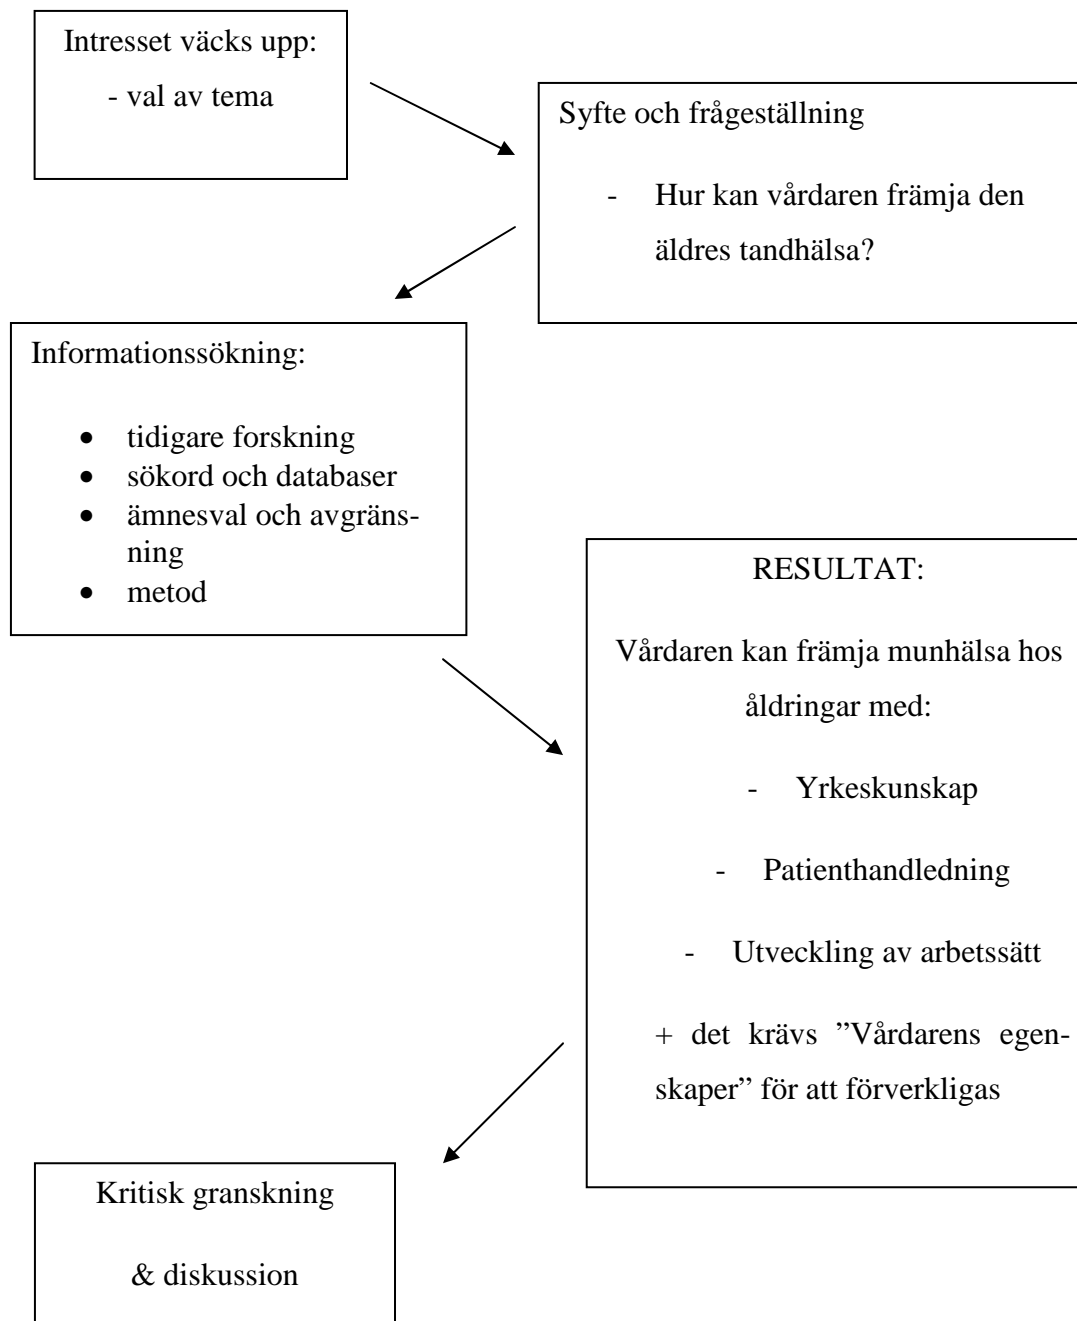 Intresset väcks upp:
- val av tema
Syfte och frågeställning
- Hur kan vårdaren främja den
äldres tandhälsa?
Informationssökning:
• tidigare forskning
• sökord och databaser
• ämnesval och avgräns-
ning
• metod
RESULTAT:
Vårdaren kan främja munhälsa hos
åldringar med:
- Yrkeskunskap
- Patienthandledning
- Utveckling av arbetssätt
+ det krävs ”Vårdarens egen-
skaper” för att förverkligas
Kritisk granskning
& diskussion